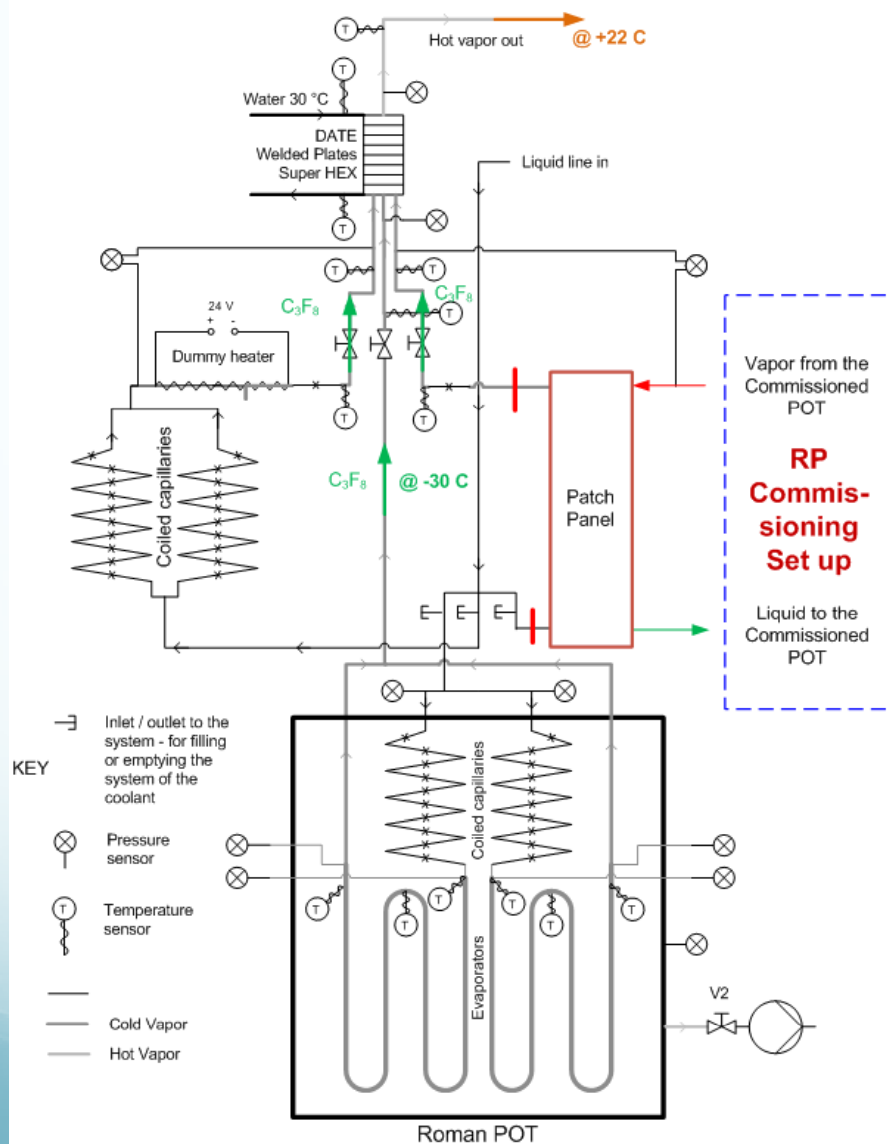 Hot vapor out
@ +22 C
T
T
Water 30 °C
DATE
Welded Plates
Super HEX
Liquid line in
T
T
T
C₃F₈
C₃F₈
24 V
+ -
T
Dummy heater
T
T
Vapor from the
Commissioned
POT
RP
Commis-
sioning
Set up
Liquid to the
Commissioned
POT
C₃F₈
@ -30 C
Patch
Panel
Coiled capillaries
KEY
Inlet / outlet to the
system - for filling
or emptying the
system of the
coolant
Pressure
sensor
T
Temperature
sensor
Cold Vapor
Hot Vapor
Coiled capillaries
T
T
T
T
T
T
Evaporators
V2
Roman POT